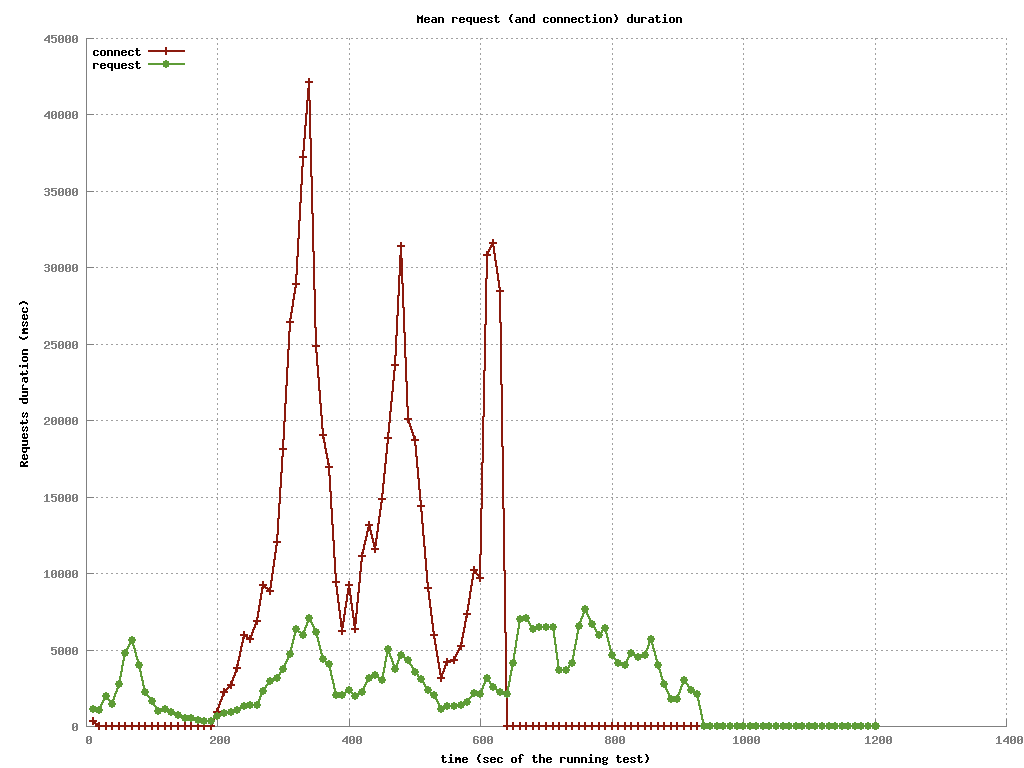 Mean request (and connection) duration
connect
request
45000
40000
35000
30000
25000
20000
15000
10000
5000
0
Requests duration (msec)
0 200 400 600 800 1000 1200 1400
time (sec of the running test)